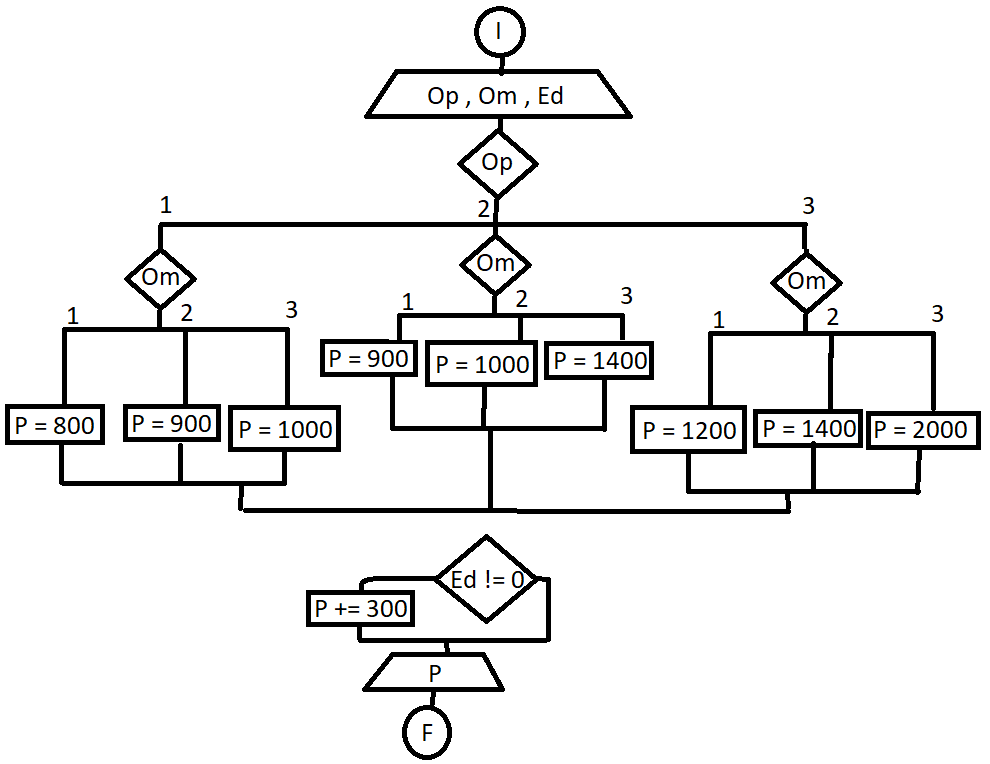 I
Op , Om , Ed
Op
1 2 3
Om Om Om
1 2 3
1 2 3
1 2 3
P = 900 P = 1000 P = 1400
P = 800 P = 900 P = 1000
P = 1200 P = 1400 P = 2000
Ed != 0
P += 300
P
F